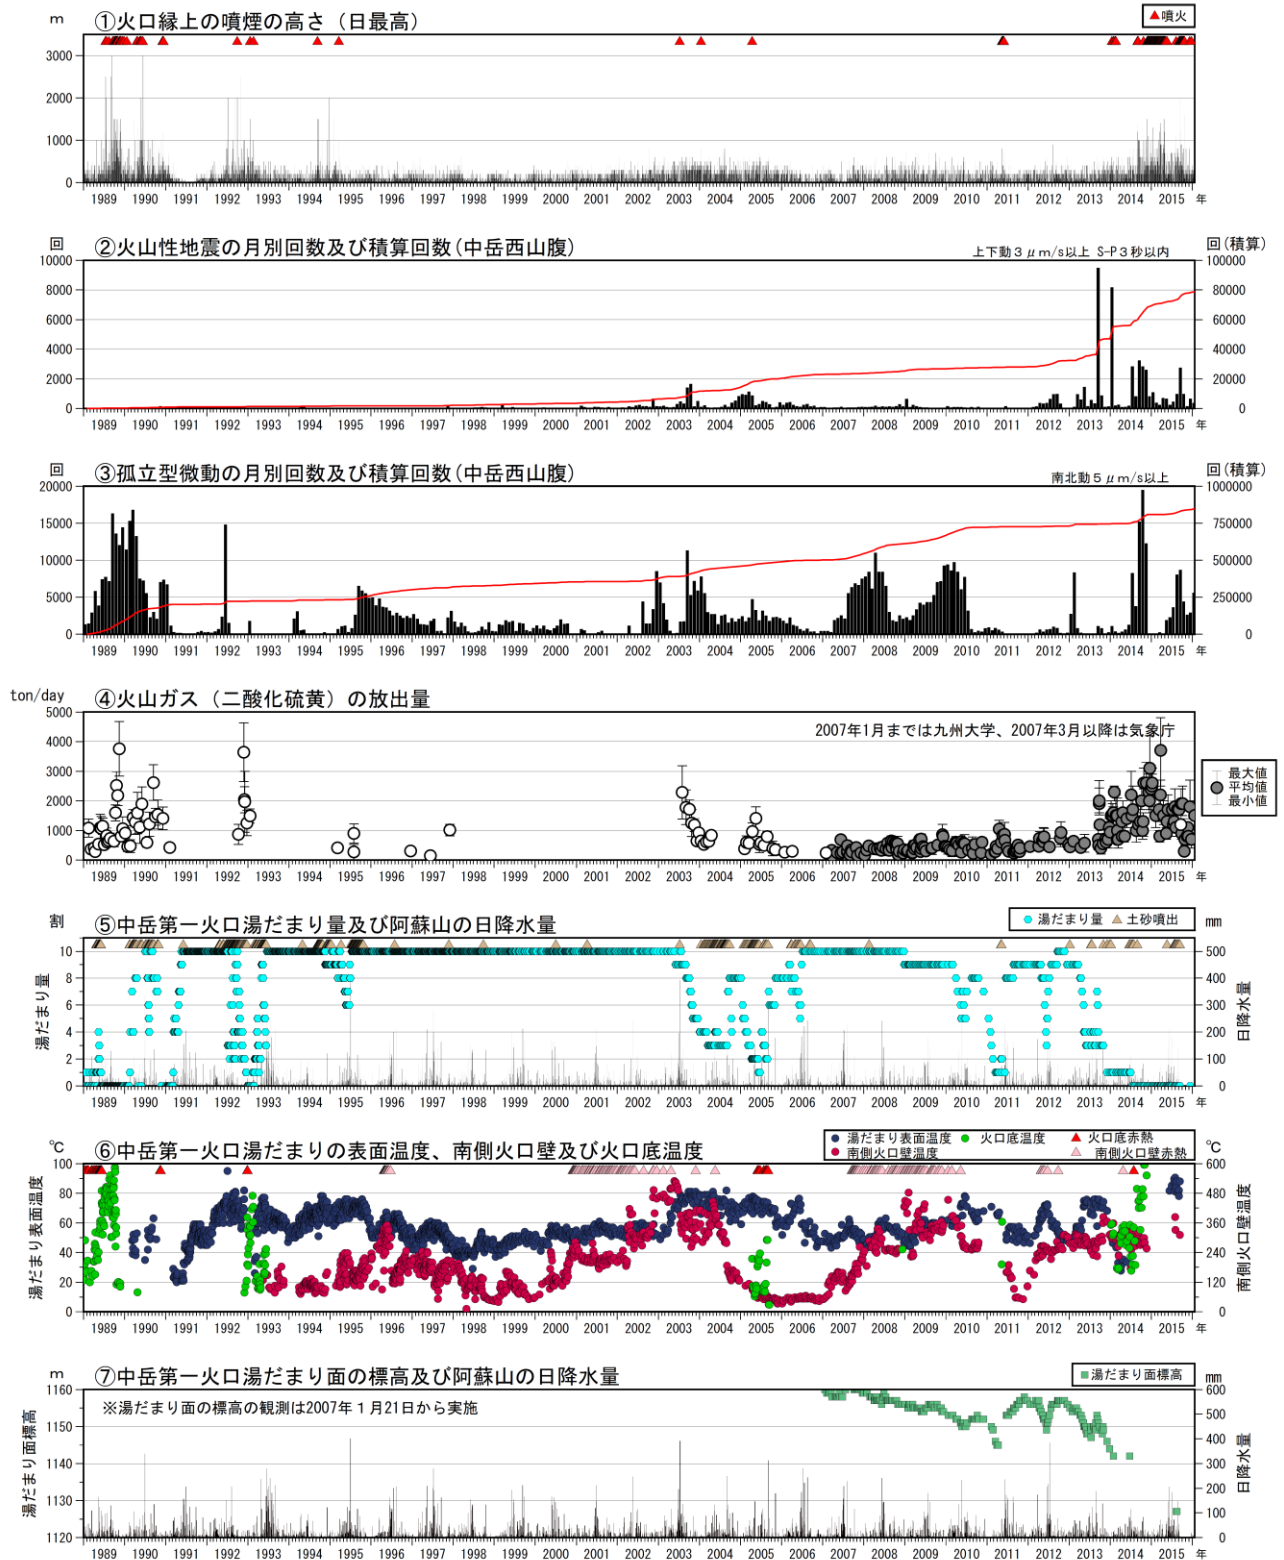 m ①火口縁上の噴煙の高さ（日最高） ▲噴火
3000
2000
1000
0
1989 1990 1991 1992 1993 1994 1995 1996 1997 1998 1999 2000 2001 2002 2003 2004 2005 2006 2007 2008 2009 2010 2011 2012 2013 2014 2015 年
回 ②火山性地震の月別回数及び積算回数(中岳西山腹) 上下動３μm/s以上 S-P３秒以内 回(積算)
10000 100000
8000 80000
6000 60000
4000 40000
2000 20000
0 0
1989 1990 1991 1992 1993 1994 1995 1996 1997 1998 1999 2000 2001 2002 2003 2004 2005 2006 2007 2008 2009 2010 2011 2012 2013 2014 2015 年
回 ③孤立型微動の月別回数及び積算回数(中岳西山腹) 南北動５μm/s以上 回(積算)
20000 1000000
15000 750000
10000 500000
5000 250000
0 0
1989 1990 1991 1992 1993 1994 1995 1996 1997 1998 1999 2000 2001 2002 2003 2004 2005 2006 2007 2008 2009 2010 2011 2012 2013 2014 2015 年
ton/day ④火山ガス（二酸化硫黄）の放出量
5000 2007年1月までは九州大学、2007年3月以降は気象庁
4000
3000
2000
1000
0
最大値
平均値
最小値
1989 1990 1991 1992 1993 1994 1995 1996 1997 1998 1999 2000 2001 2002 2003 2004 2005 2006 2007 2008 2009 2010 2011 2012 2013 2014 2015 年
割 ⑤中岳第一火口湯だまり量及び阿蘇山の日降水量 湯だまり量 ▲土砂噴出 mm
湯だまり量
10 500
8 400
6 300
4 200
2 100
0 0
日降水量
1989 1990 1991 1992 1993 1994 1995 1996 1997 1998 1999 2000 2001 2002 2003 2004 2005 2006 2007 2008 2009 2010 2011 2012 2013 2014 2015 年
℃ ⑥中岳第一火口湯だまりの表面温度、南側火口壁及び火口底温度 ℃
●湯だまり表面温度 ●火口底温度 ▲火口底赤熱
●南側火口壁温度 ▲南側火口壁赤熱
湯だまり表面温度
100 600
80 480
60 360
40 240
20 120
0 0
南側火口壁温度
1989 1990 1991 1992 1993 1994 1995 1996 1997 1998 1999 2000 2001 2002 2003 2004 2005 2006 2007 2008 2009 2010 2011 2012 2013 2014 2015 年
m ⑦中岳第一火口湯だまり面の標高及び阿蘇山の日降水量 ■湯だまり面標高 mm
※湯だまり面の標高の観測は2007年１月21日から実施
湯だまり面標高
1160 600
500
1150
400
1140 300
200
1130
100
1120 0
日降水量
1989 1990 1991 1992 1993 1994 1995 1996 1997 1998 1999 2000 2001 2002 2003 2004 2005 2006 2007 2008 2009 2010 2011 2012 2013 2014 2015 年